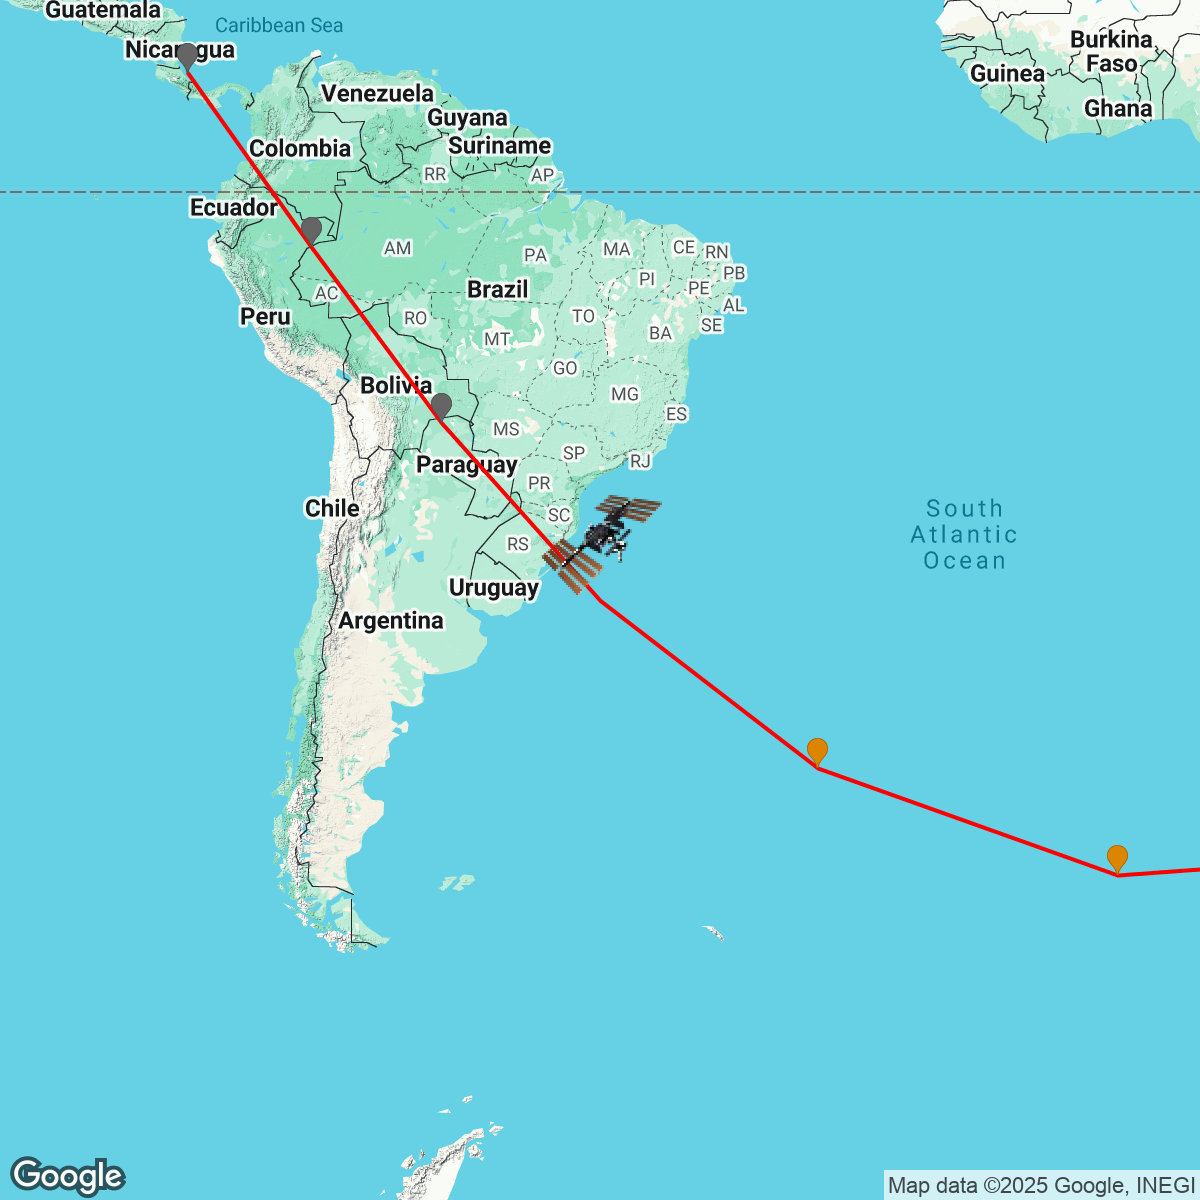 Guatemala
Caribbean Sea
Nicaragua
Burkina
Faso
Guinea
Ghana
Venezuela
Guyana
Suriname
Colombia
RR
AP
Ecuador
AM
PA
MA
CE
RN
PB
PI
PE
AL
SE
AC
Brazil
TO
BA
Peru
RO
MT
GO
Bolivia
MG
ES
MS
SP
RJ
Paraguay
PR
Chile
SC
RS
South
Atlantic
Ocean
Uruguay
Argentina
Google
Map data ©2025 Google, INEGI